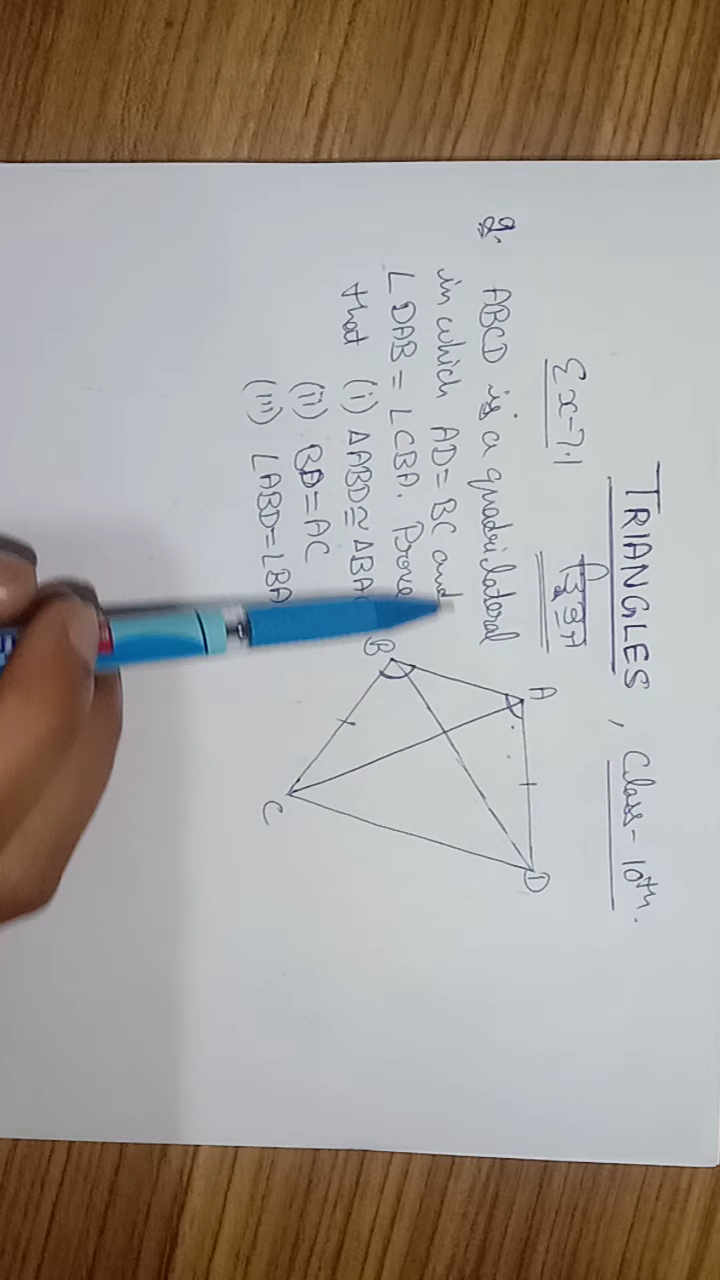 TRIANGLES, Class-10th.
Ex-7.1
Q. ABCD is a quadrilateral
in which AD=BC and
∠DAB = ∠CBA. Prove
that (i) ΔABD≅ΔBA
(ii) BD=AC
(iii) ∠ABD=∠BA
A
B
C
D